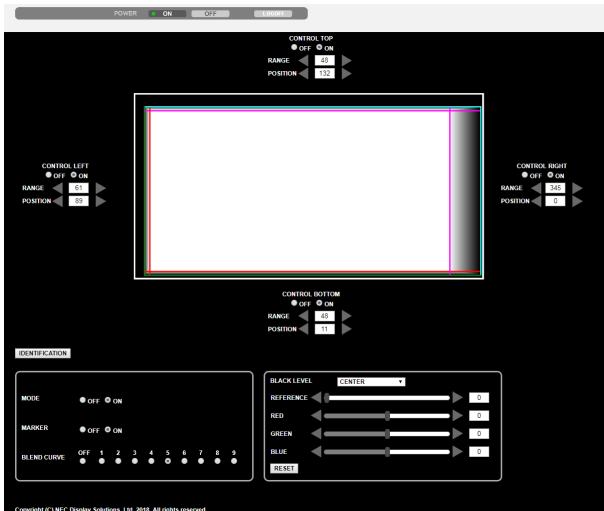 POWER ON OFF LOGOFF
CONTROL TOP
OFF ON
RANGE 48
POSITION 132
CONTROL LEFT
OFF ON
RANGE 61
POSITION 89
CONTROL RIGHT
OFF ON
RANGE 345
POSITION 0
CONTROL BOTTOM
OFF ON
RANGE 48
POSITION 11
IDENTIFICATION
MODE OFF ON
MARKER OFF ON
BLEND CURVE OFF 1 2 3 4 5 6 7 8 9
BLACK LEVEL CENTER
REFERENCE 0
RED 0
GREEN 0
BLUE 0
RESET
Copyright (C) NEC Display Solutions, Ltd. 2018. All rights reserved.